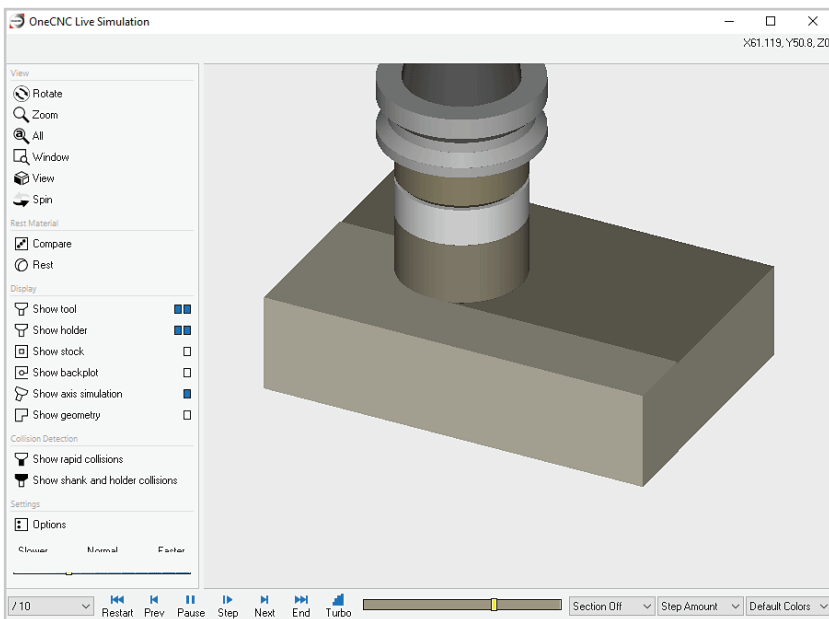 OneCNC Live Simulation
X61.119, Y50.8, Z0
View
Rotate
Zoom
All
Window
View
Spin
Rest Material
Compare
Rest
Display
Show tool
Show holder
Show stock
Show backplot
Show axis simulation
Show geometry
Collision Detection
Show rapid collisions
Show shank and holder collisions
Settings
Options
Slower Normal Faster
/ 10 Restart Prev Pause Step Next End Turbo Section Off Step Amount Default Colors